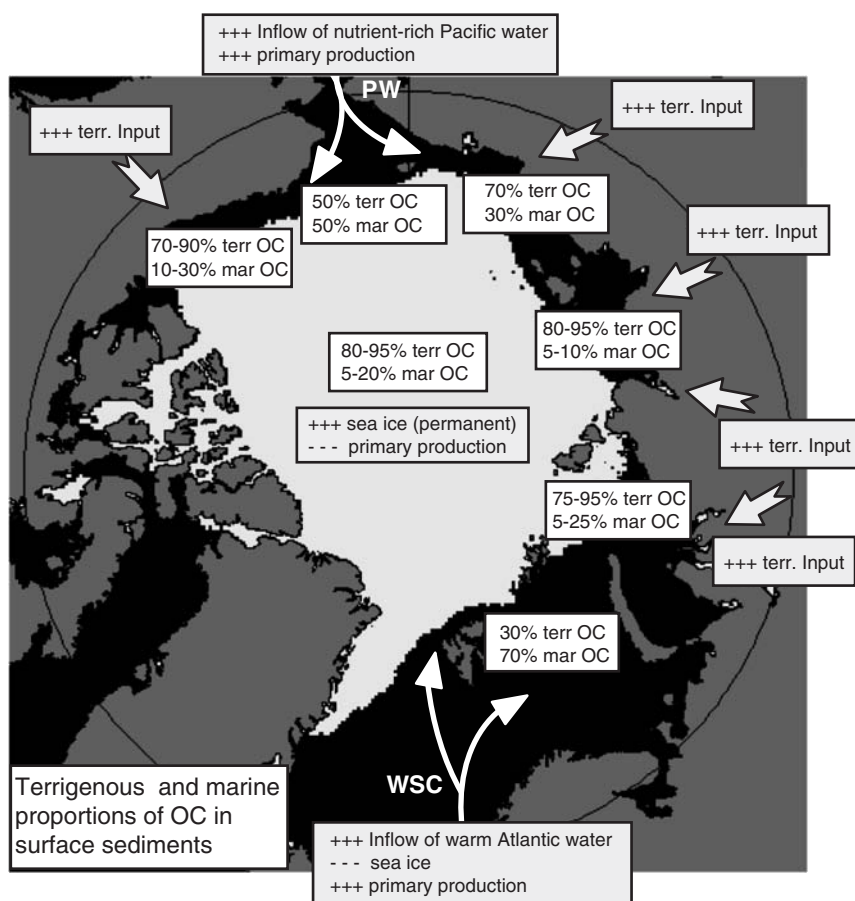 +++ Inflow of nutrient-rich Pacific water
+++ primary production
PW
+++ terr. Input
+++ terr. Input
50% terr OC
50% mar OC
70% terr OC
30% mar OC
70-90% terr OC
10-30% mar OC
+++ terr. Input
80-95% terr OC
5-10% mar OC
80-95% terr OC
5-20% mar OC
+++ sea ice (permanent)
- - - primary production
+++ terr. Input
75-95% terr OC
5-25% mar OC
+++ terr. Input
30% terr OC
70% mar OC
WSC
Terrigenous and marine
proportions of OC in
surface sediments
+++ Inflow of warm Atlantic water
- - - sea ice
+++ primary production